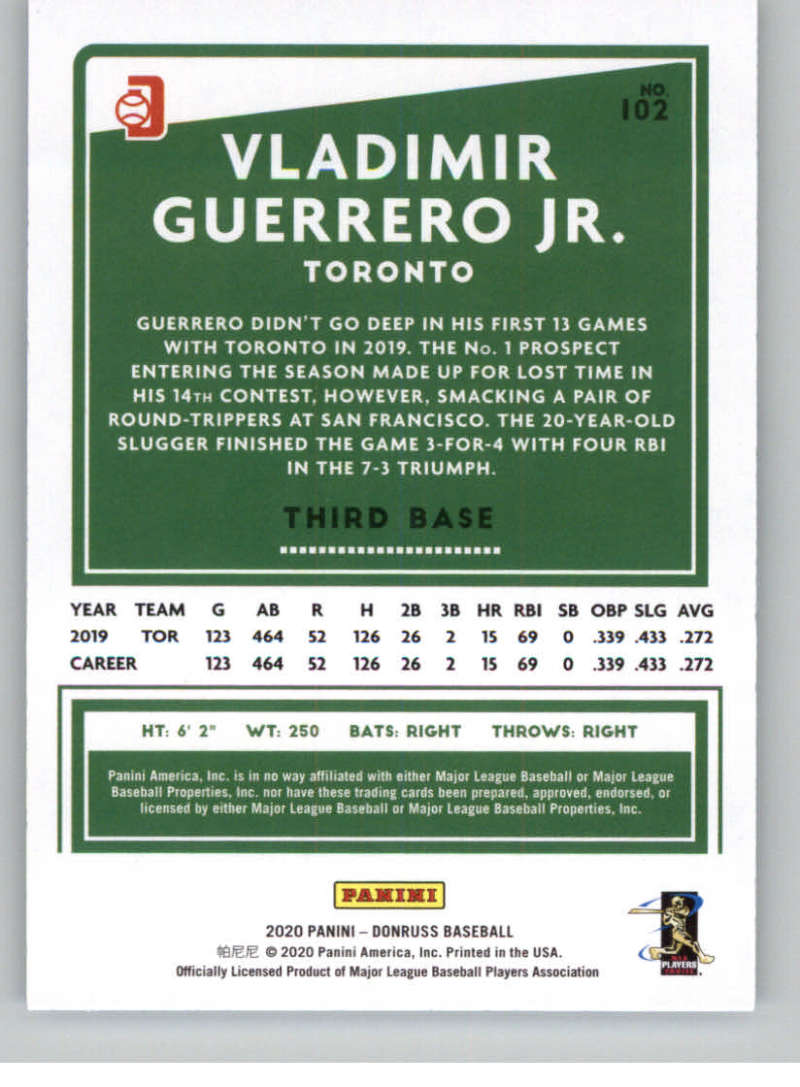 NO.
102
VLADIMIR
GUERRERO JR.
TORONTO
GUERRERO DIDN'T GO DEEP IN HIS FIRST 13 GAMES
WITH TORONTO IN 2019. THE No. 1 PROSPECT
ENTERING THE SEASON MADE UP FOR LOST TIME IN
HIS 14TH CONTEST, HOWEVER, SMACKING A PAIR OF
ROUND-TRIPPERS AT SAN FRANCISCO. THE 20-YEAR-OLD
SLUGGER FINISHED THE GAME 3-FOR-4 WITH FOUR RBI
IN THE 7-3 TRIUMPH.
THIRD BASE
YEAR TEAM G AB R H 2B 3B HR RBI SB OBP SLG AVG
2019 TOR 123 464 52 126 26 2 15 69 0 .339 .433 .272
CAREER 123 464 52 126 26 2 15 69 0 .339 .433 .272
HT: 6' 2" WT: 250 BATS: RIGHT THROWS: RIGHT
Panini America, Inc. is in no way affiliated with either Major League Baseball or Major League
Baseball Properties, Inc. nor have these trading cards been prepared, approved, endorsed, or
licensed by either Major League Baseball or Major League Baseball Properties, Inc.
PANINI
2020 PANINI – DONRUSS BASEBALL
帕尼尼 © 2020 Panini America, Inc. Printed in the USA.
Officially Licensed Product of Major League Baseball Players Association
PLAYERS